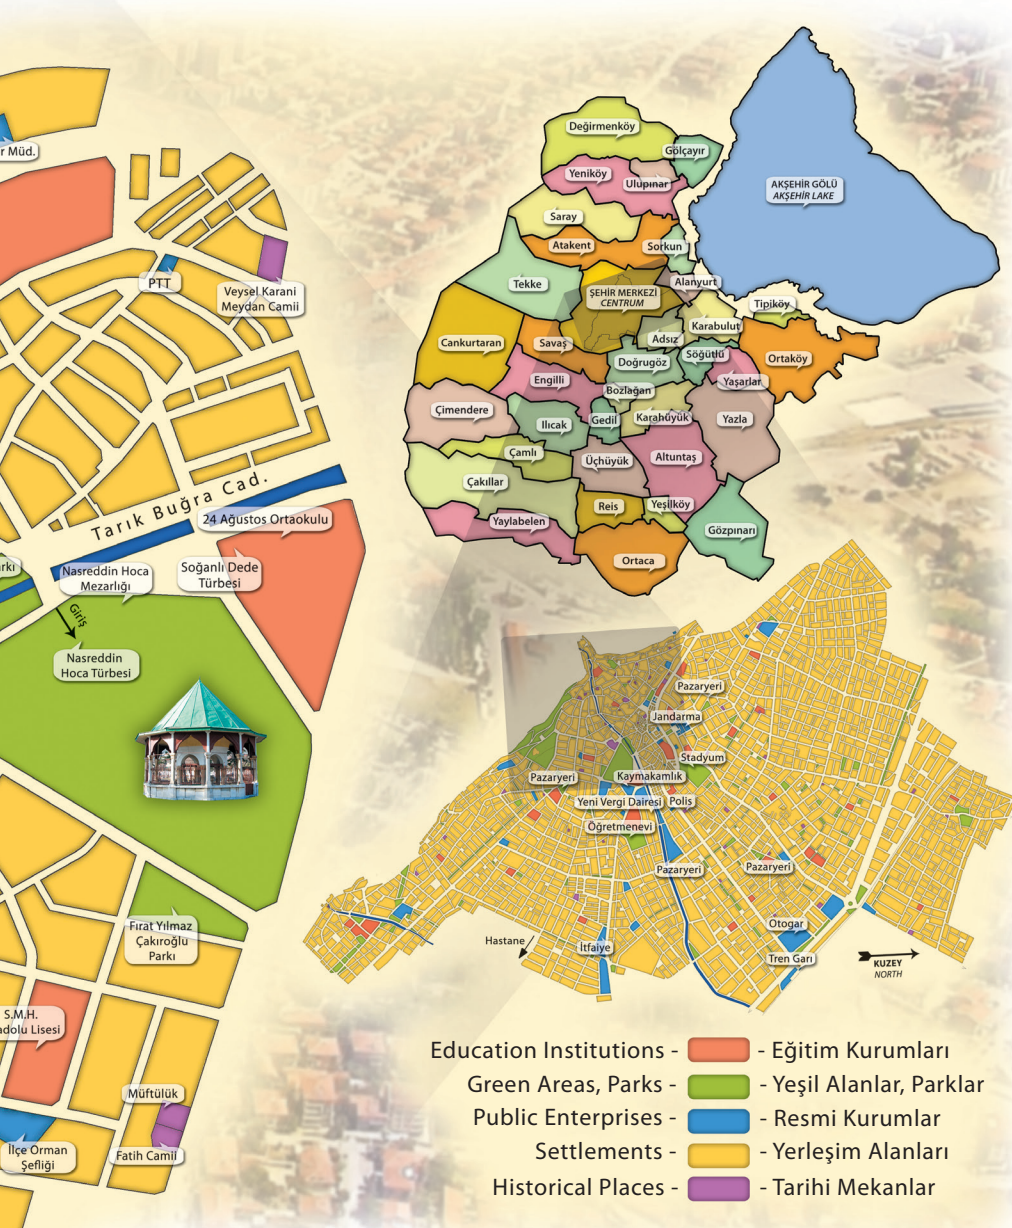 r Müd.
PTT
Veysel Karani
Meydan Camii
Tarık Buğra Cad.
24 Ağustos Ortaokulu
Soğanlı Dede
Türbesi
Nasreddin Hoca
Mezarlığı
arkı
Giriş
Nasreddin
Hoca Türbesi
Fırat Yılmaz
Çakıroğlu
Parkı
S.M.H.
adolu Lisesi
Müftülük
Fatih Camii
İlçe Orman
Şefliği
Değirmenköy
Gölçayır
Yeniköy
Ulupınar
Saray
Atakent
Sorkun
Tekke
Alanyurt
ŞEHİR MERKEZİ
CENTRUM
AKŞEHİR GÖLÜ
AKŞEHİR LAKE
Tipiköy
Karabulut
Cankurtaran
Savaş
Adsız
Söğütlü
Ortaköy
Doğrugöz
Engilli
Yaşarlar
Bozlağan
Çimendere
Ilıcak
Gedil
Karahüyük
Yazla
Çamlı
Üçhüyük
Altuntaş
Çakıllar
Reis
Yeşilköy
Yaylabelen
Gözpınarı
Ortaca
Pazaryeri
Jandarma
Stadyum
Pazaryeri
Kaymakamlık
Yeni Vergi Dairesi
Polis
Öğretmenevi
Pazaryeri
Pazaryeri
Otogar
Hastane
İtfaiye
Tren Garı
KUZEY
NORTH
Education Institutions - - Eğitim Kurumları
Green Areas, Parks - - Yeşil Alanlar, Parklar
Public Enterprises - - Resmi Kurumlar
Settlements - - Yerleşim Alanları
Historical Places - - Tarihi Mekanlar